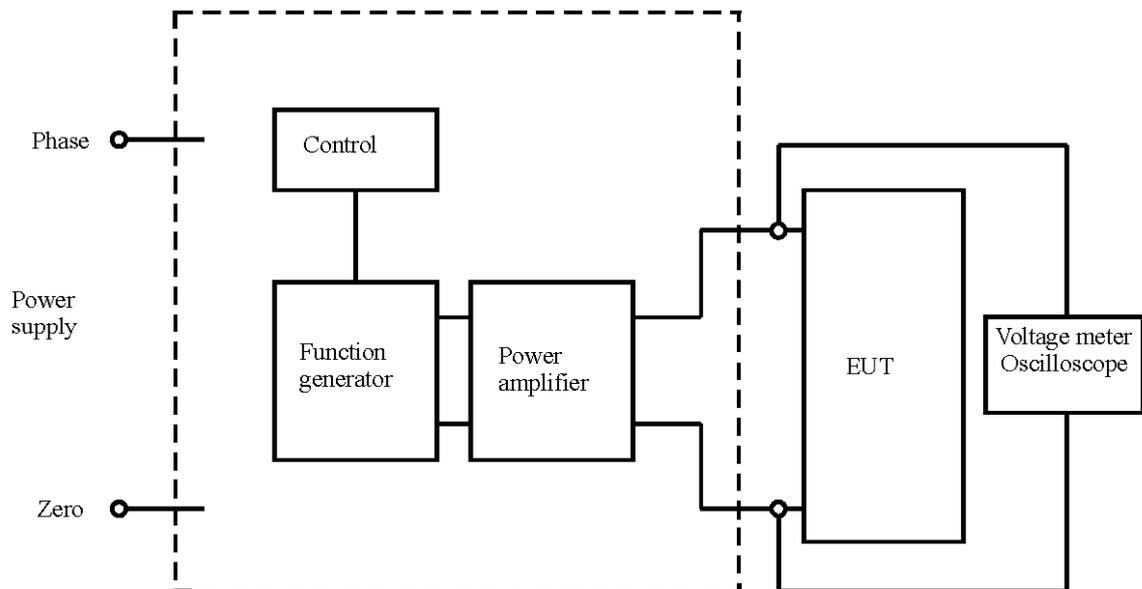 Phase
Control
Power
supply
Function
generator
Power
amplifier
EUT
Voltage meter
Oscilloscope
Zero